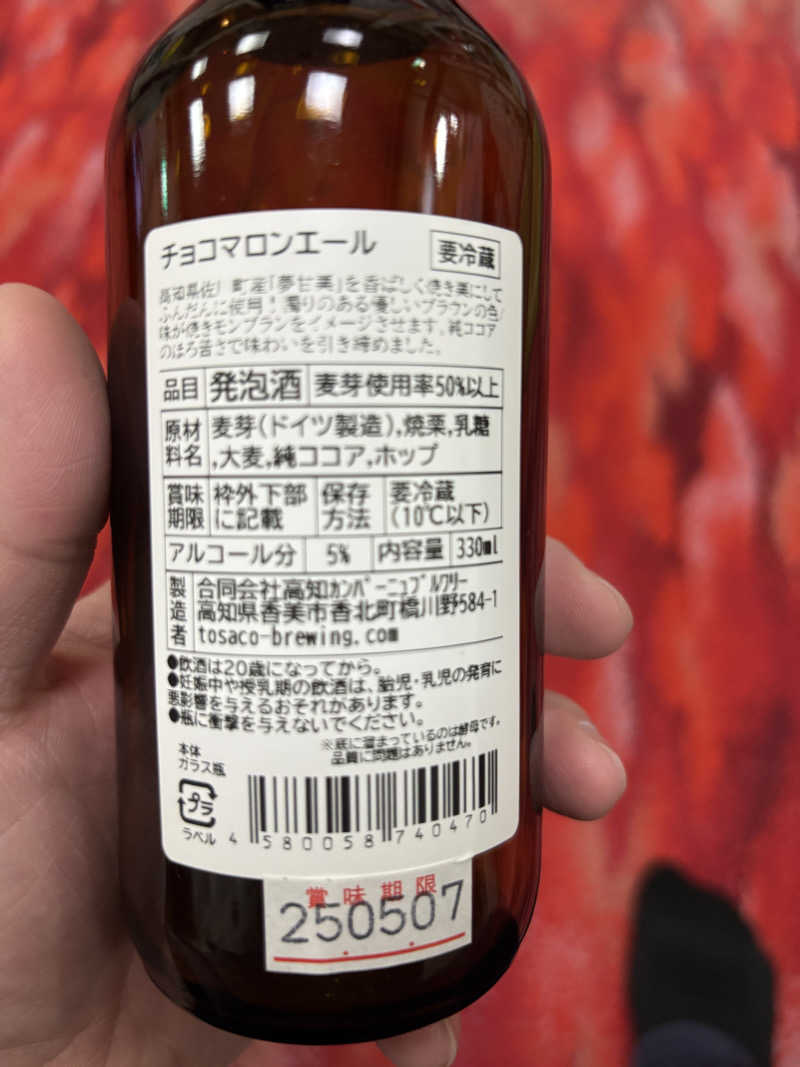 チョコマロンエール
要冷蔵
高知県佐川町産「夢甘美」を香ばしく焼き栗にして
ふんだんに使用！濁りのある優しいブラウンの色
味が焼きモンブランをイメージさせます。純ココア
のほろ苦さで味わいを引き締めました。
品目 発泡酒 麦芽使用率50%以上
原材料名 麦芽(ドイツ製造),焼栗,乳糖
,大麦,純ココア,ホップ
賞味期限 枠外下部に記載 保存方法 要冷蔵(10℃以下)
アルコール分 5% 内容量 330ml
製造者 合同会社高知カンパーニュブルワリー
高知県香美市香北町橋川野584-1
tosaco-brewing.com
●飲酒は20歳になってから。
●妊娠中や授乳期の飲酒は、胎児・乳児の発育に
悪影響を与えるおそれがあります。
●瓶に衝撃を与えないでください。
※底に溜まっているのは酵母です。
品質に問題はありません。
本体
ガラス瓶
プラ
ラベル
4 580058 740470
賞味期限
250507